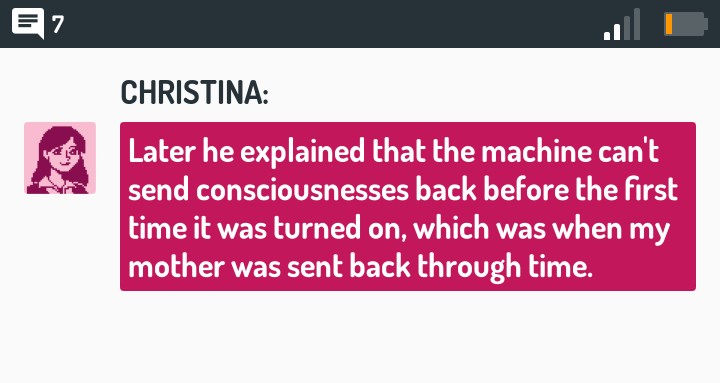 7
CHRISTINA:
Later he explained that the machine can't
send consciousnesses back before the first
time it was turned on, which was when my
mother was sent back through time.